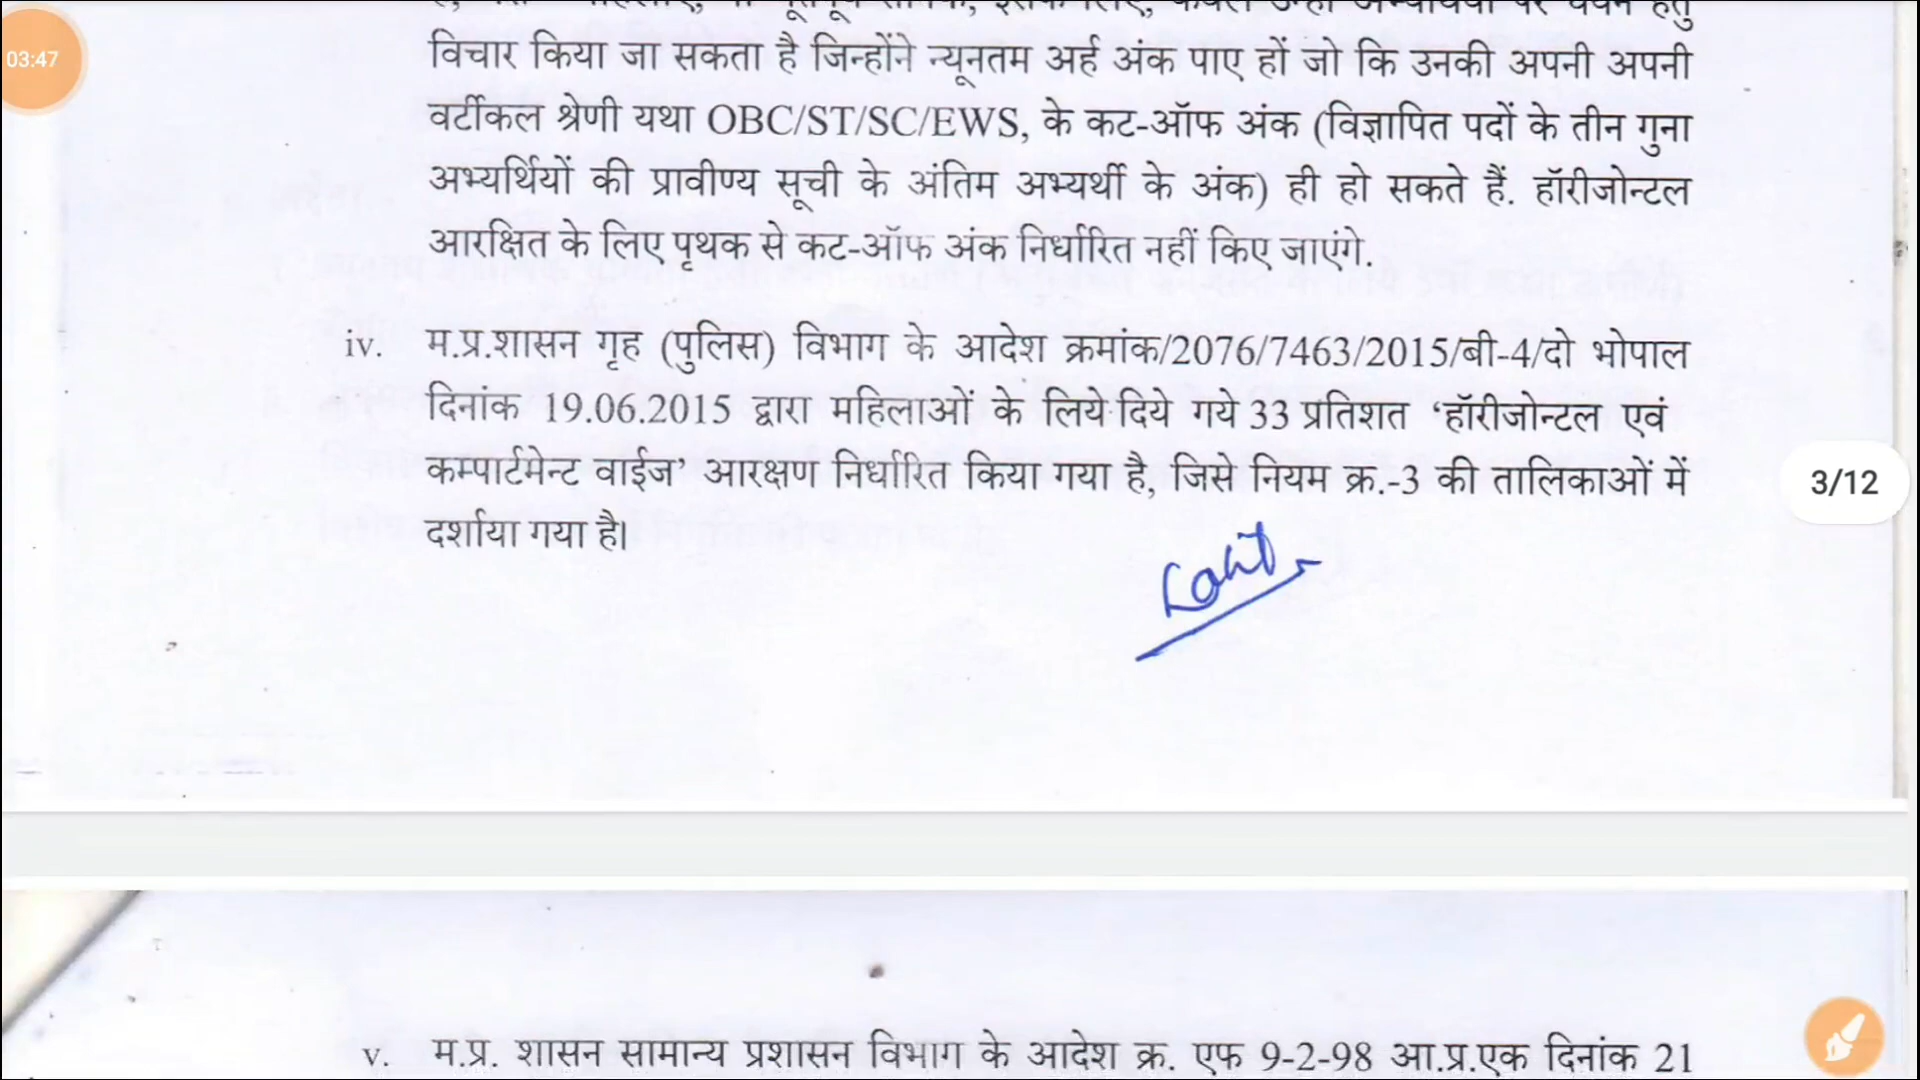 03:47
विचार किया जा सकता है जिन्होंने न्यूनतम अर्ह अंक पाए हों जो कि उनकी अपनी अपनी
वर्टीकल श्रेणी यथा OBC/ST/SC/EWS, के कट-ऑफ अंक (विज्ञापित पदों के तीन गुना
अभ्यर्थियों की प्रावीण्य सूची के अंतिम अभ्यर्थी के अंक) ही हो सकते हैं. हॉरीजोन्टल
आरक्षित के लिए पृथक से कट-ऑफ अंक निर्धारित नहीं किए जाएंगे.
iv. म.प्र.शासन गृह (पुलिस) विभाग के आदेश क्रमांक/2076/7463/2015/बी-4/दो भोपाल
दिनांक 19.06.2015 द्वारा महिलाओं के लिये दिये गये 33 प्रतिशत ‘हॉरीजोन्टल एवं
कम्पार्टमेन्ट वाईज’ आरक्षण निर्धारित किया गया है, जिसे नियम क्र.-3 की तालिकाओं में
दर्शाया गया है।
3/12
v. म.प्र. शासन सामान्य प्रशासन विभाग के आदेश क्र. एफ 9-2-98 आ.प्र.एक दिनांक 21